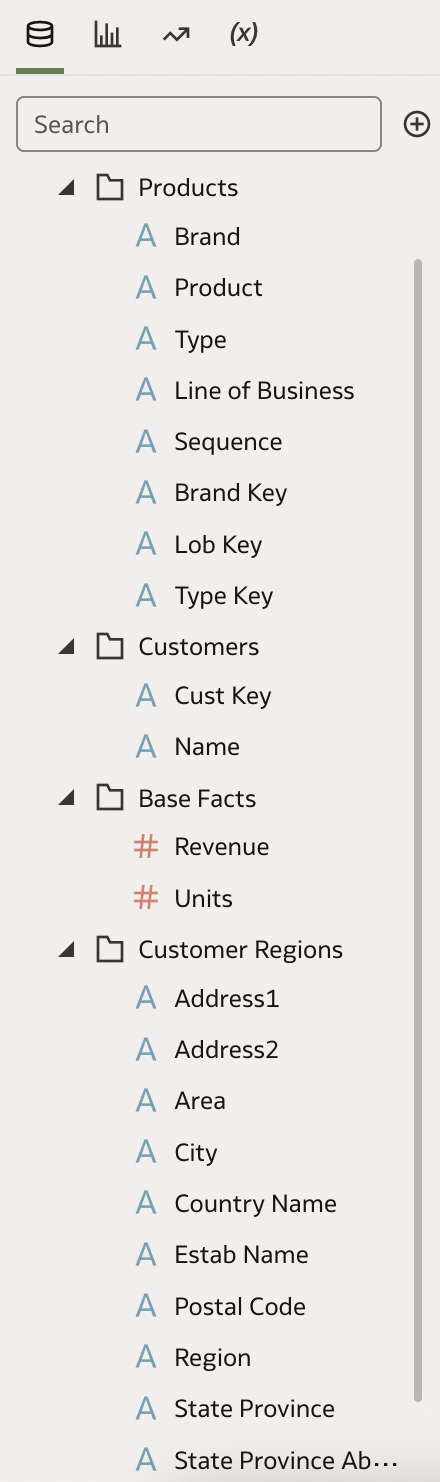 (x)
Search
Products
A Brand
A Product
A Type
A Line of Business
A Sequence
A Brand Key
A Lob Key
A Type Key
Customers
A Cust Key
A Name
Base Facts
# Revenue
# Units
Customer Regions
A Address1
A Address2
A Area
A City
A Country Name
A Estab Name
A Postal Code
A Region
A State Province
A State Province Ab...